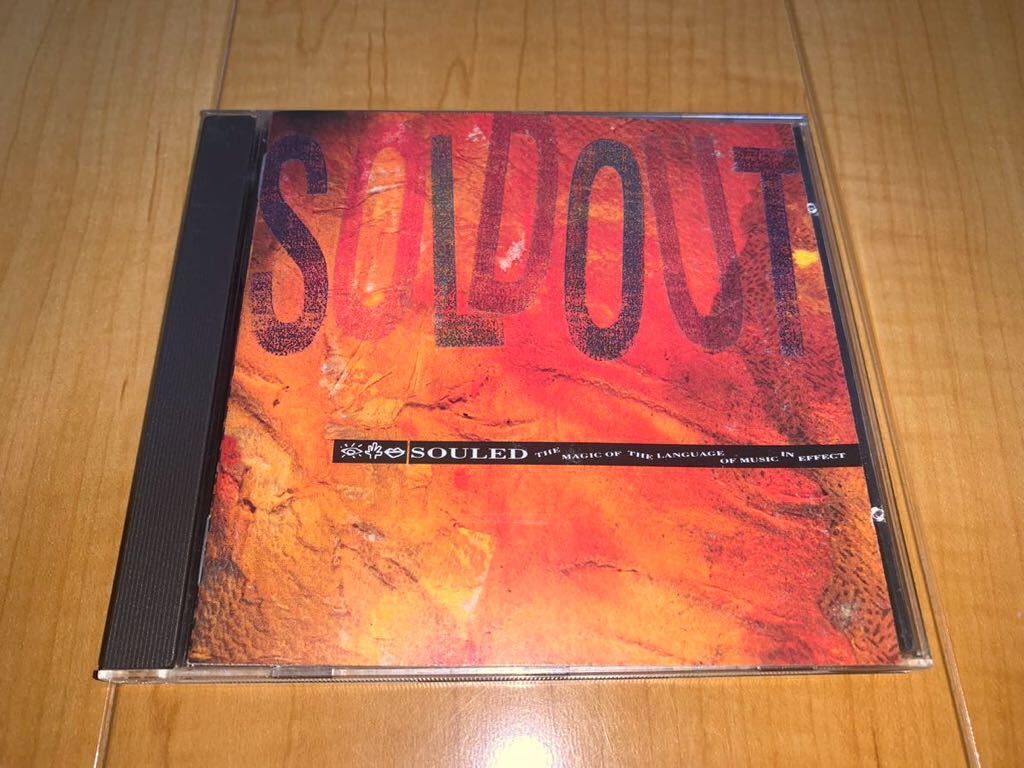 SOLDOUT
SOULED THE MAGIC OF THE LANGUAGE OF MUSIC IN EFFECT